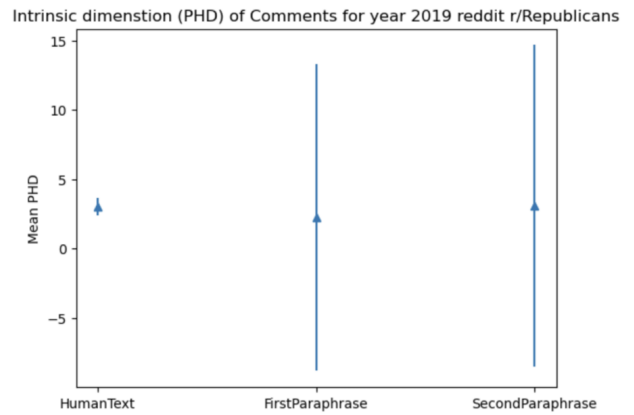 Intrinsic dimenstion (PHD) of Comments for year 2019 reddit r/Republicans
15
10
5
0
−5
Mean PHD
HumanText FirstParaphrase SecondParaphrase